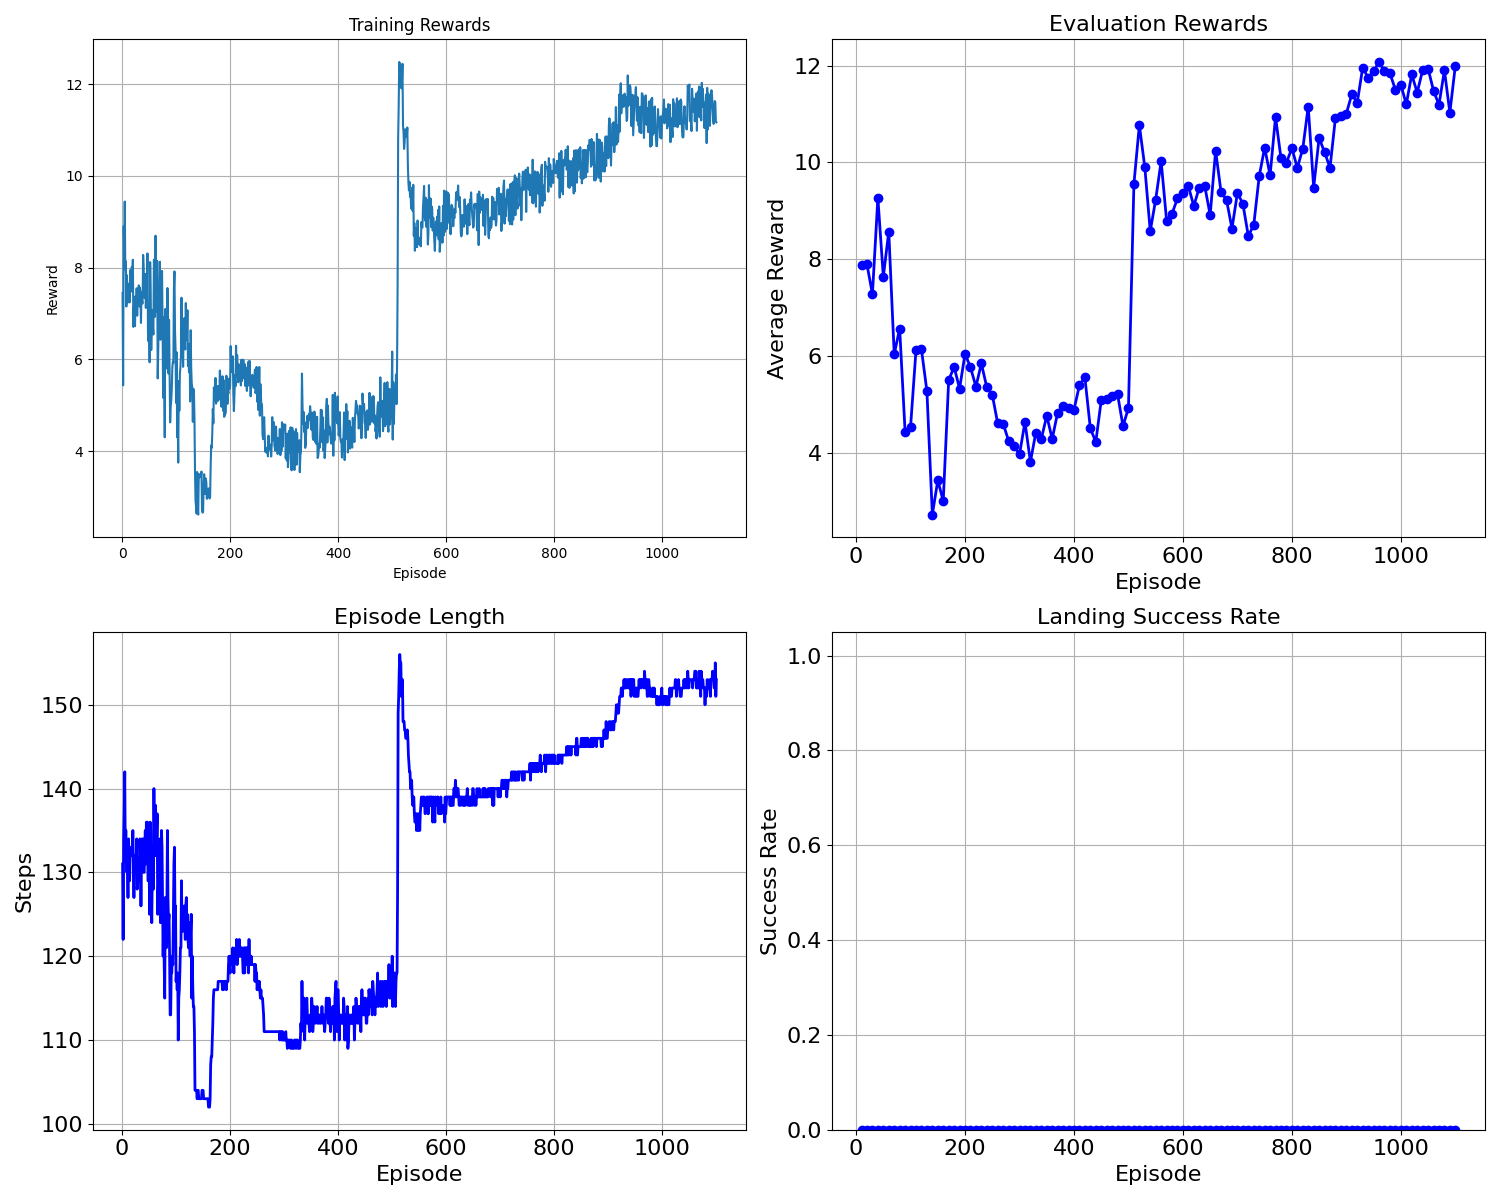 Training Rewards
Reward
12
10
8
6
4
0 200 400 600 800 1000
Episode
Evaluation Rewards
Average Reward
12
10
8
6
4
0 200 400 600 800 1000
Episode
Episode Length
Steps
150
140
130
120
110
100
0 200 400 600 800 1000
Episode
Landing Success Rate
Success Rate
1.0
0.8
0.6
0.4
0.2
0.0
0 200 400 600 800 1000
Episode